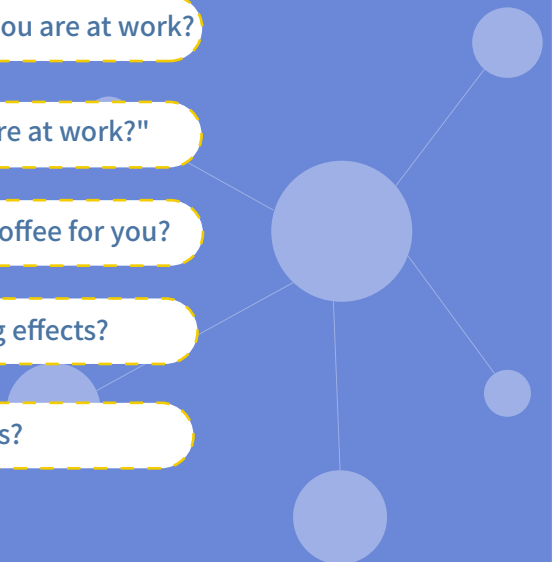 ou are at work?
re at work?"
offee for you?
g effects?
s?